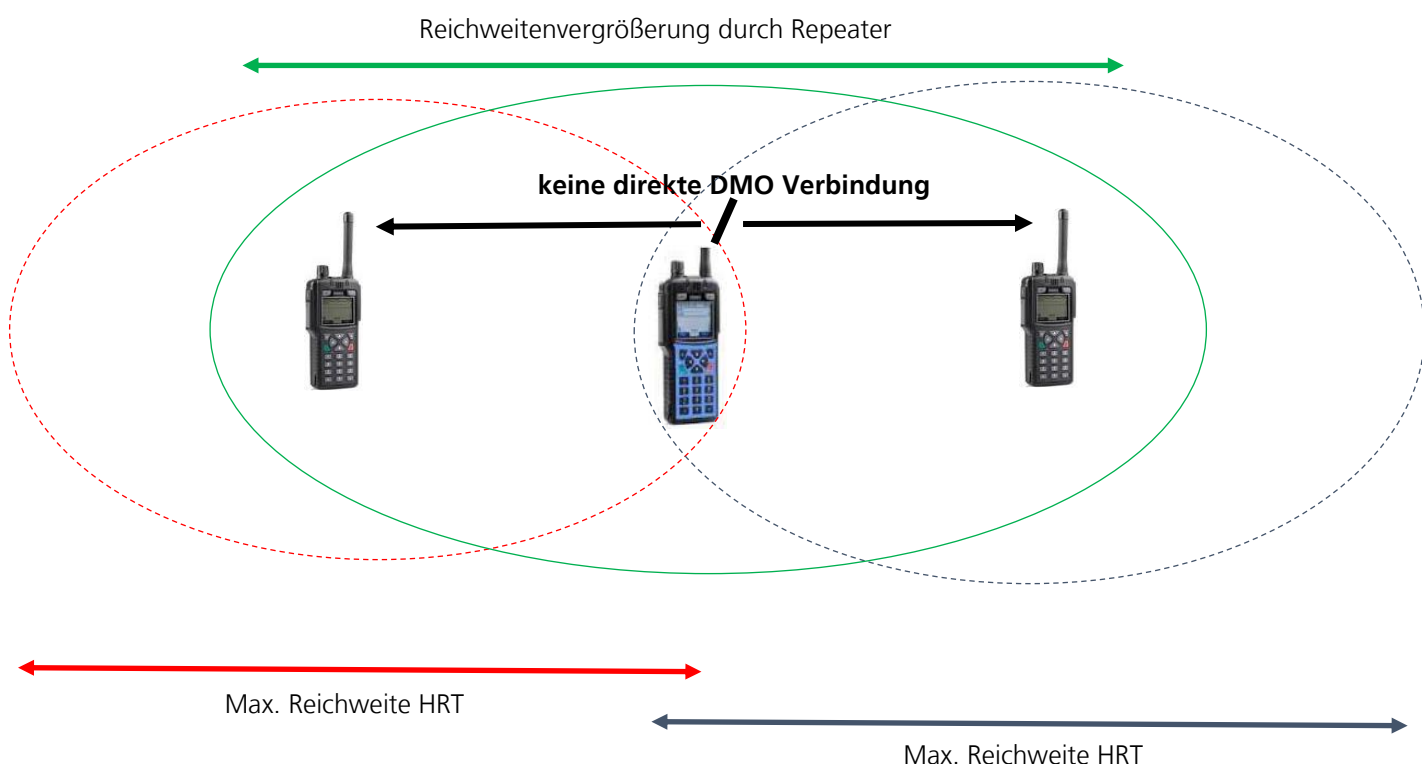 Reichweitenvergrößerung durch Repeater
keine direkte DMO Verbindung
Max. Reichweite HRT
Max. Reichweite HRT